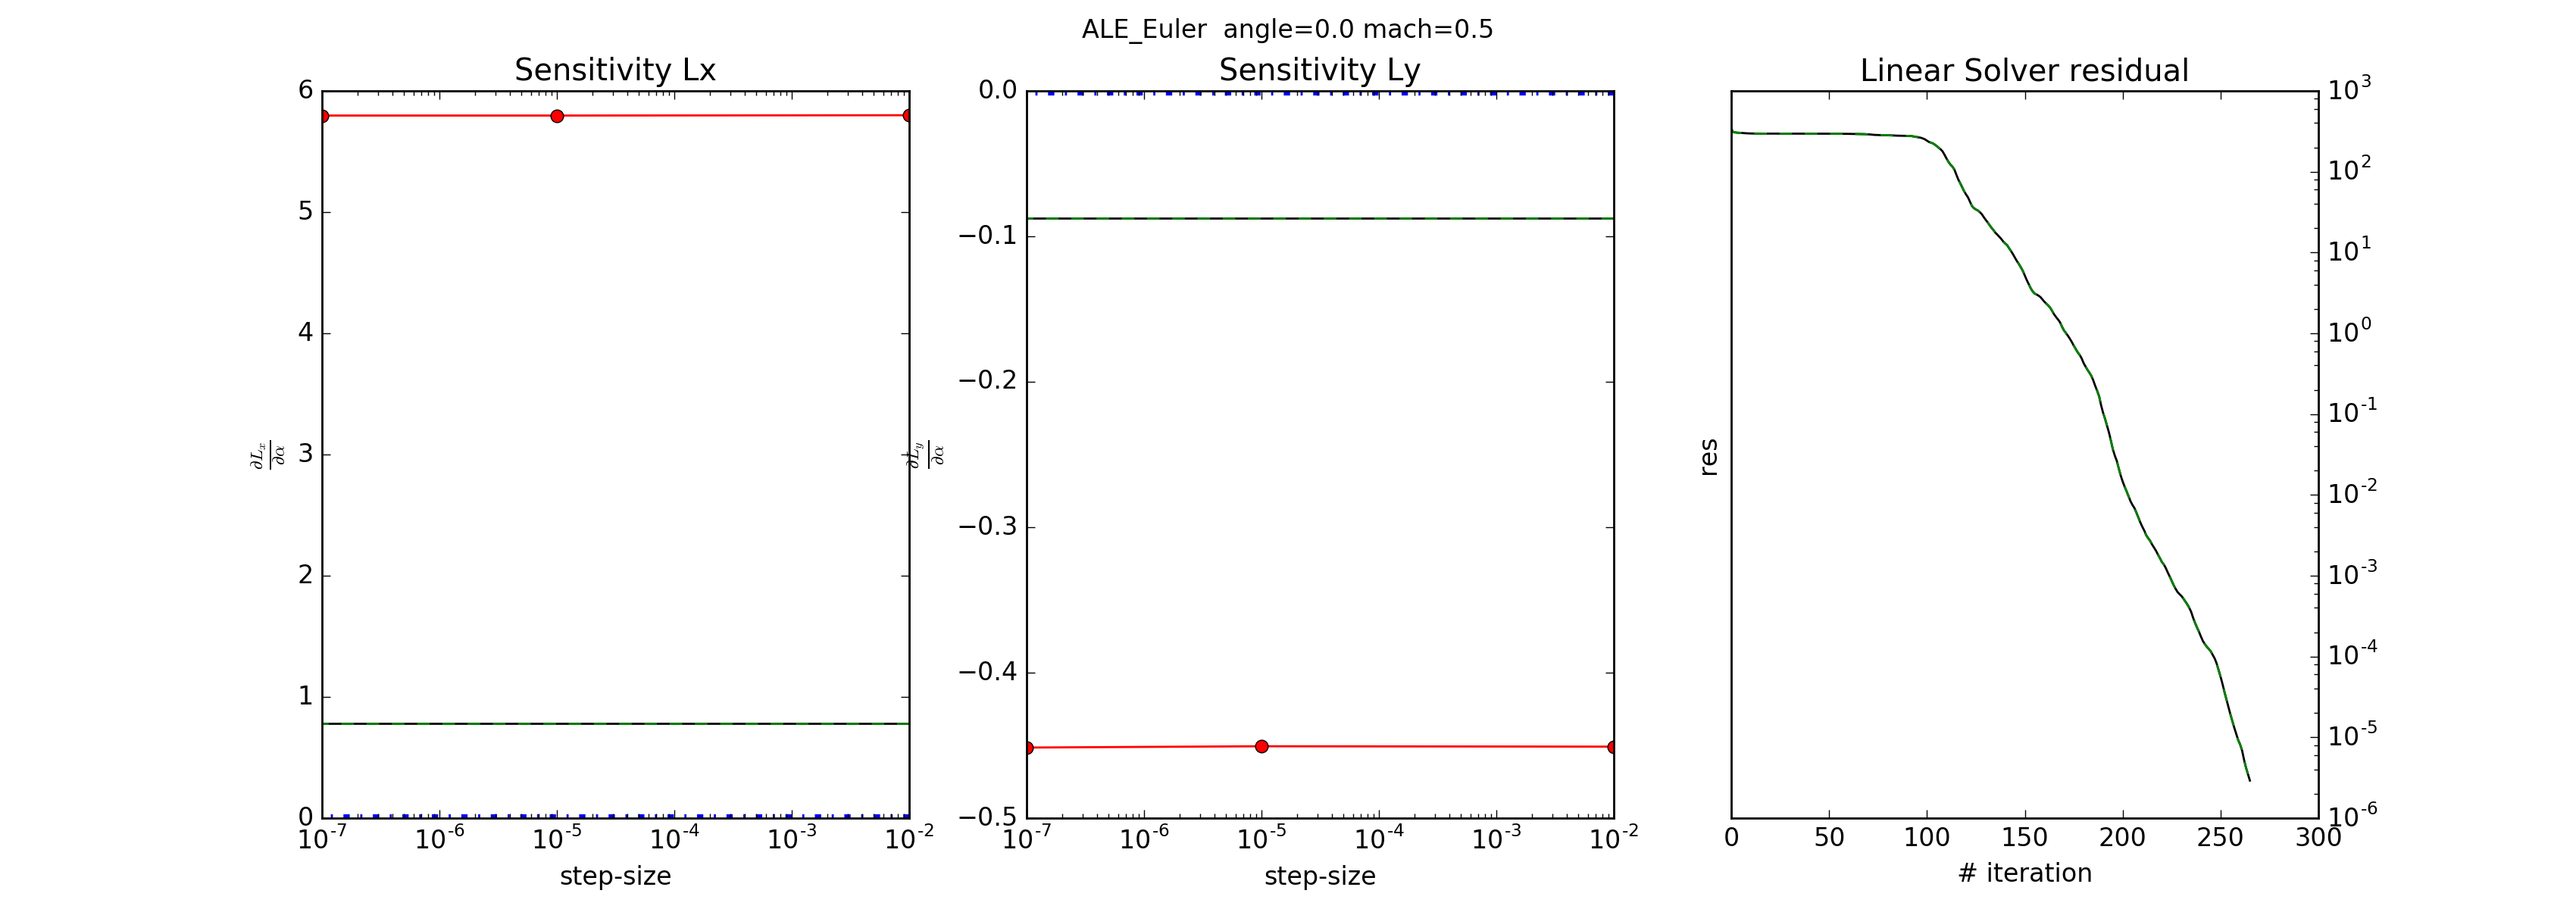 ALE_Euler angle=0.0 mach=0.5
Sensitivity Lx
6
5
4
3
2
1
0
∂Lₓ/∂α
10^-7 10^-6 10^-5 10^-4 10^-3 10^-2
step-size
Sensitivity Ly
0.0
−0.1
−0.2
−0.3
−0.4
−0.5
∂L_y/∂α
10^-7 10^-6 10^-5 10^-4 10^-3 10^-2
step-size
Linear Solver residual
res
10^3
10^2
10^1
10^0
10^-1
10^-2
10^-3
10^-4
10^-5
10^-6
0 50 100 150 200 250 300
# iteration